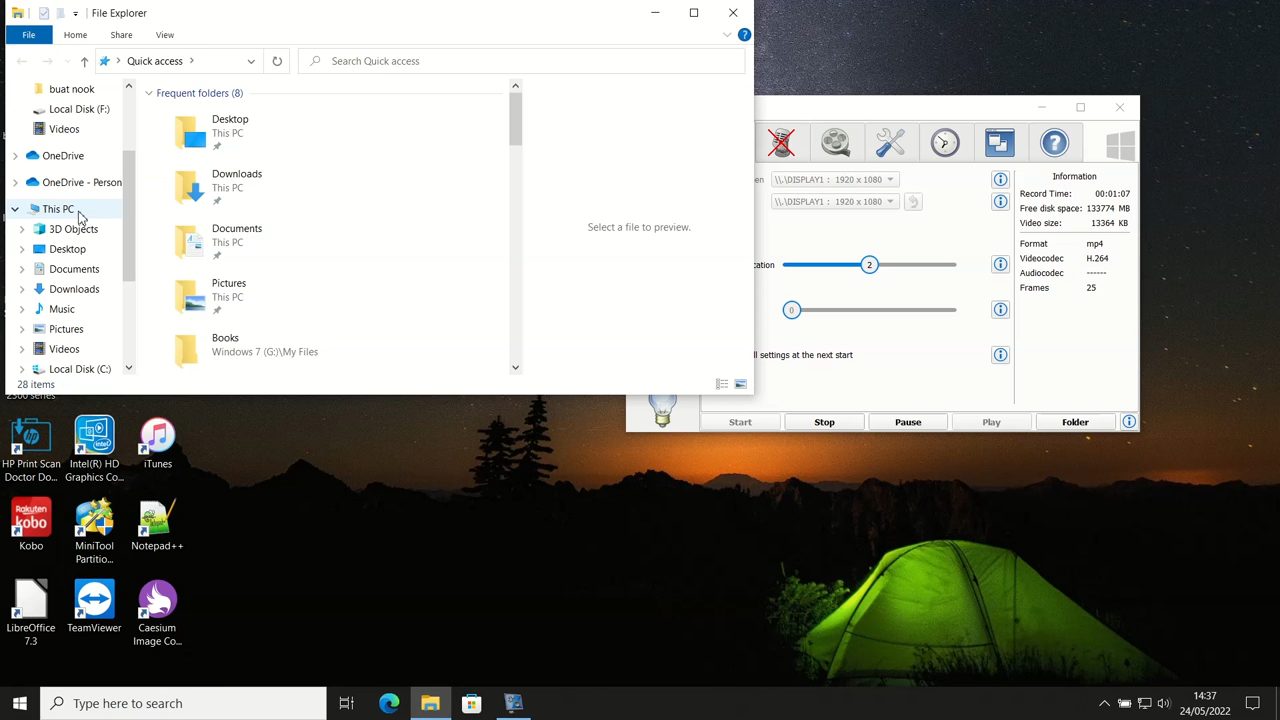 File Explorer
File
Home
Share
View
Quick access
Search Quick access
buat nook
Local Disk (F:)
Videos
OneDrive
OneDrive - Person
This PC
3D Objects
Desktop
Documents
Downloads
Music
Pictures
Videos
Local Disk (C:)
28 items
Frequent folders (8)
Desktop
This PC
Downloads
This PC
Documents
This PC
Pictures
This PC
Books
Windows 7 (G:)\My Files
Select a file to preview.
\\.\DISPLAY1 : 1920 x 1080
\\.\DISPLAY1 : 1920 x 1080
2
0
ll settings at the next start
Information
Record Time: 00:01:07
Free disk space: 133774 MB
Video size: 13364 KB
Format mp4
Videocodec H.264
Audiocodec ------
Frames 25
Start
Stop
Pause
Play
Folder
HP Print Scan
Doctor Do...
Intel(R) HD
Graphics Co...
iTunes
Kobo
MiniTool
Partitio...
Notepad++
LibreOffice
7.3
TeamViewer
Caesium
Image Co...
Type here to search
14:37
24/05/2022